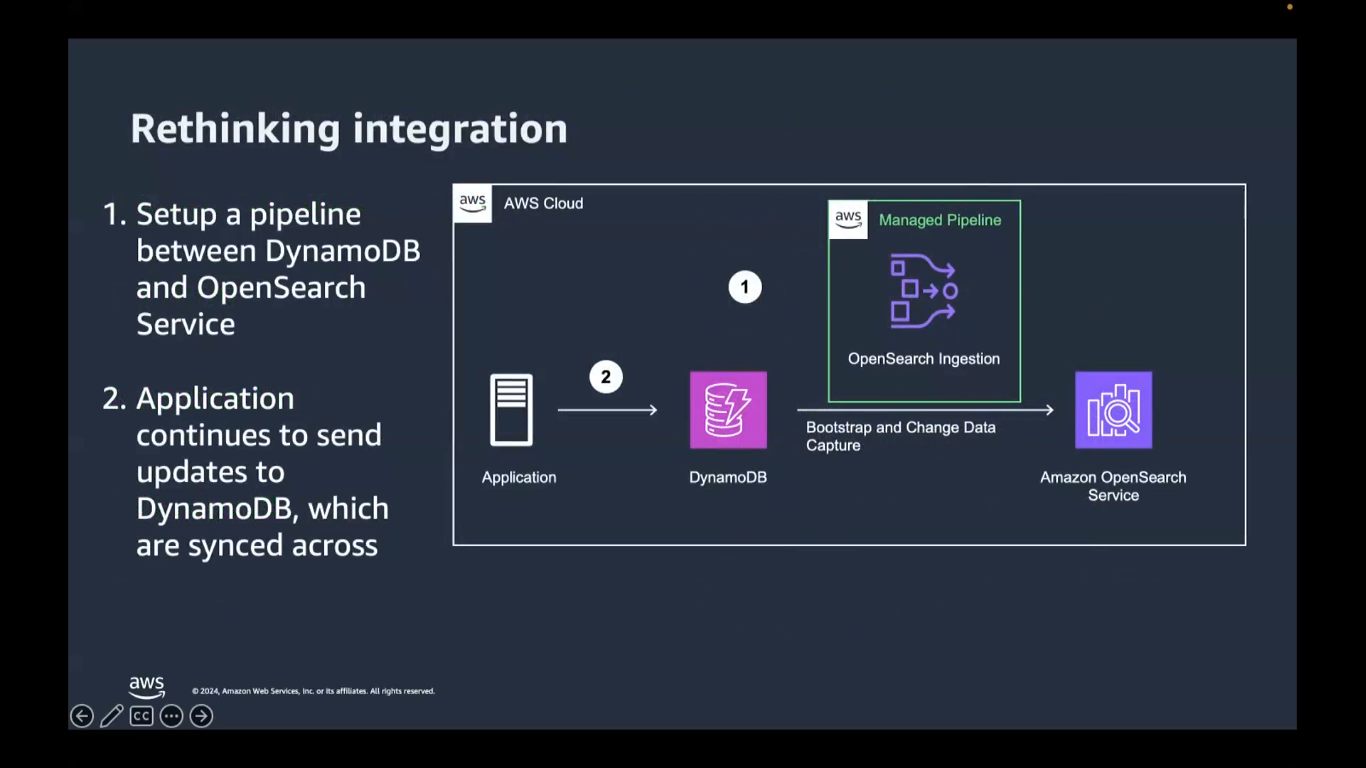 Rethinking integration
1. Setup a pipeline
between DynamoDB
and OpenSearch
Service
2. Application
continues to send
updates to
DynamoDB, which
are synced across
aws
AWS Cloud
aws
Managed Pipeline
1
OpenSearch Ingestion
2
Bootstrap and Change Data
Capture
Application
DynamoDB
Amazon OpenSearch
Service
aws
© 2024, Amazon Web Services, Inc. or its affiliates. All rights reserved.
CC